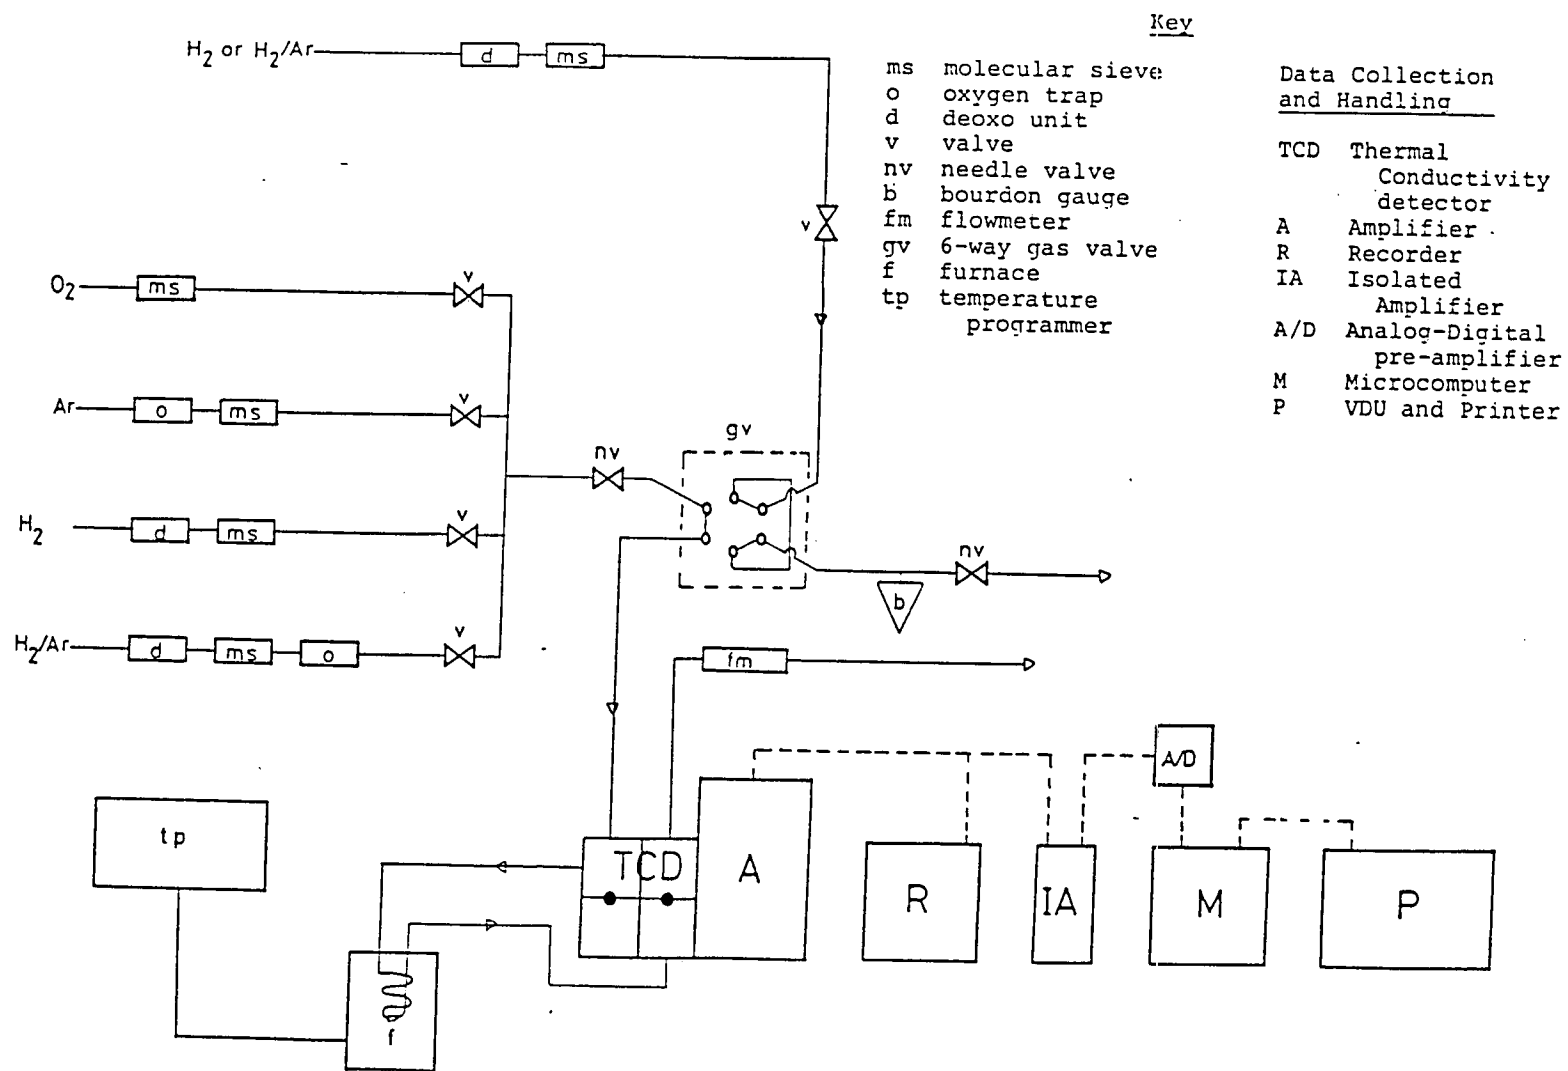 Key
H2 or H2/Ar
d
ms
ms molecular sieve
o oxygen trap
d deoxo unit
v valve
nv needle valve
b bourdon gauge
fm flowmeter
gv 6-way gas valve
f furnace
tp temperature
programmer
Data Collection
and Handling
TCD Thermal
Conductivity
detector
A Amplifier
R Recorder
IA Isolated
Amplifier
A/D Analog-Digital
pre-amplifier
M Microcomputer
P VDU and Printer
v
O2
ms
v
Ar
o
ms
v
gv
nv
H2
d
ms
v
nv
b
H2/Ar
d
ms
o
v
fm
A/D
tp
TCD
A
R
IA
M
P
f